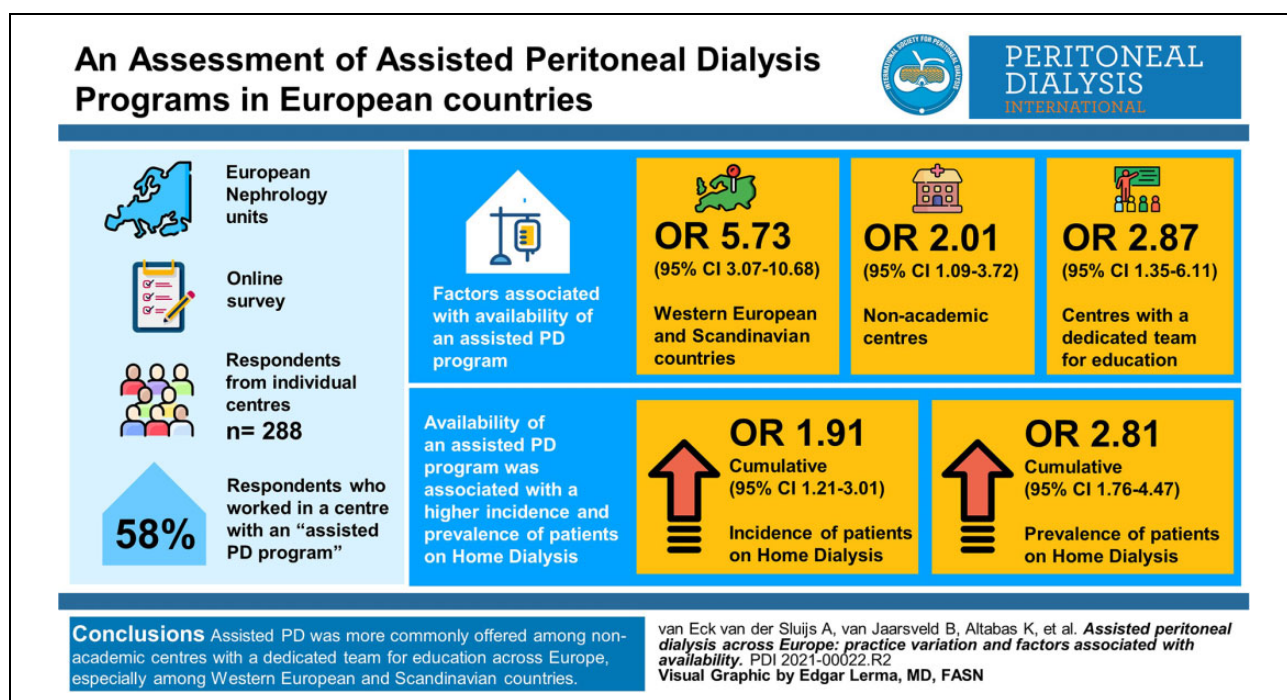 An Assessment of Assisted Peritoneal Dialysis
Programs in European countries
INTERNATIONAL SOCIETY FOR PERITONEAL DIALYSIS
PERITONEAL
DIALYSIS
INTERNATIONAL
European
Nephrology
units
Online
survey
Respondents
from individual
centres
n= 288
58%
Respondents who
worked in a centre
with an “assisted
PD program”
Factors associated
with availability of
an assisted PD
program
OR 5.73
(95% CI 3.07-10.68)
Western European
and Scandinavian
countries
OR 2.01
(95% CI 1.09-3.72)
Non-academic
centres
OR 2.87
(95% CI 1.35-6.11)
Centres with a
dedicated team
for education
Availability of
an assisted PD
program was
associated with a
higher incidence and
prevalence of patients
on Home Dialysis
OR 1.91
Cumulative
(95% CI 1.21-3.01)
Incidence of patients
on Home Dialysis
OR 2.81
Cumulative
(95% CI 1.76-4.47)
Prevalence of patients
on Home Dialysis
Conclusions Assisted PD was more commonly offered among non-
academic centres with a dedicated team for education across Europe,
especially among Western European and Scandinavian countries.
van Eck van der Sluijs A, van Jaarsveld B, Altabas K, et al. Assisted peritoneal
dialysis across Europe: practice variation and factors associated with
availability. PDI 2021-00022.R2
Visual Graphic by Edgar Lerma, MD, FASN